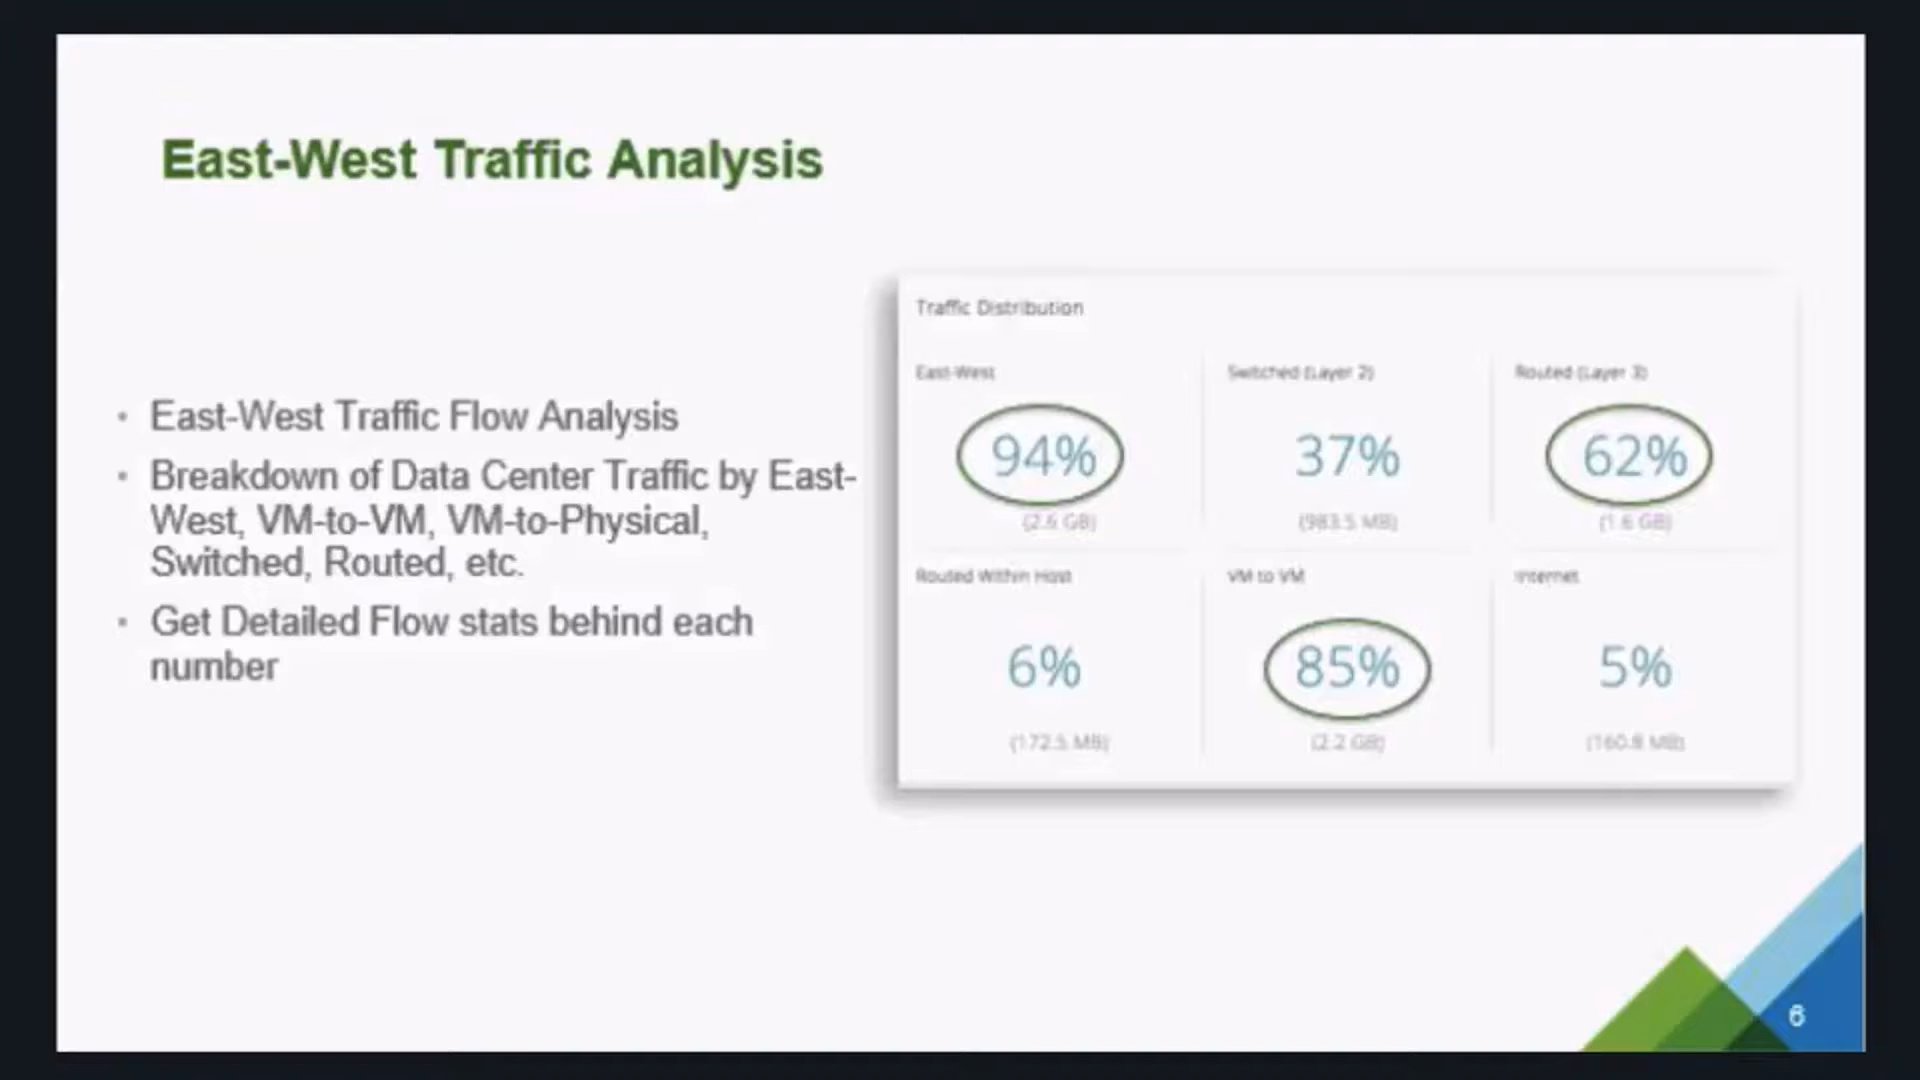 East-West Traffic Analysis
• East-West Traffic Flow Analysis
• Breakdown of Data Center Traffic by East-
West, VM-to-VM, VM-to-Physical,
Switched, Routed, etc.
• Get Detailed Flow stats behind each
number
Traffic Distribution
East-West
Switched (Layer 2)
Routed (Layer 3)
94%
37%
62%
(2.6 GB)
(983.5 MB)
(1.6 GB)
Routed Within Host
VM to VM
Internet
6%
85%
5%
(172.5 MB)
(2.2 GB)
(160.8 MB)
6